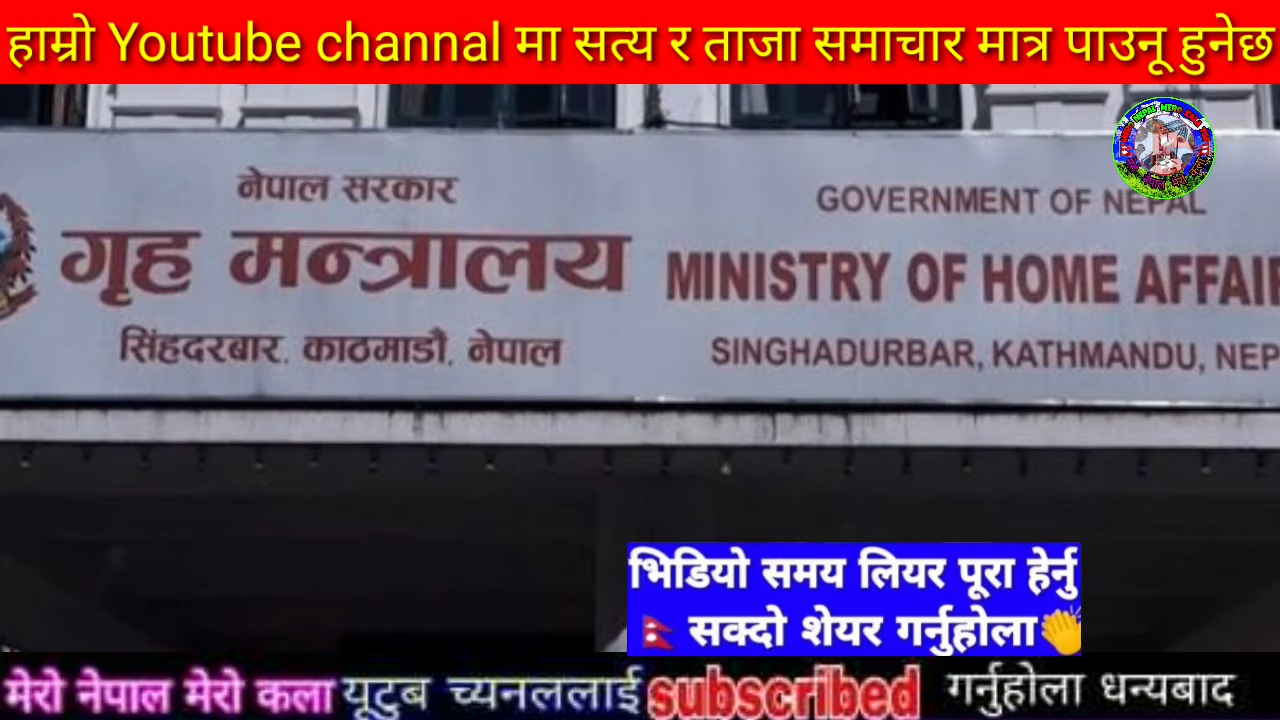 हाम्रो Youtube channal मा सत्य र ताजा समाचार मात्र पाउनू हुनेछ
नेपाल सरकार
गृह मन्त्रालय
सिंहदरबार, काठमाडौं, नेपाल
GOVERNMENT OF NEPAL
MINISTRY OF HOME AFFAIR
SINGHADURBAR, KATHMANDU, NEP
भिडियो समय लियर पूरा हेर्नु
सक्दो शेयर गर्नुहोला
मेरो नेपाल मेरो कला यूटुब च्यनललाई subscribed गर्नुहोला धन्यबाद